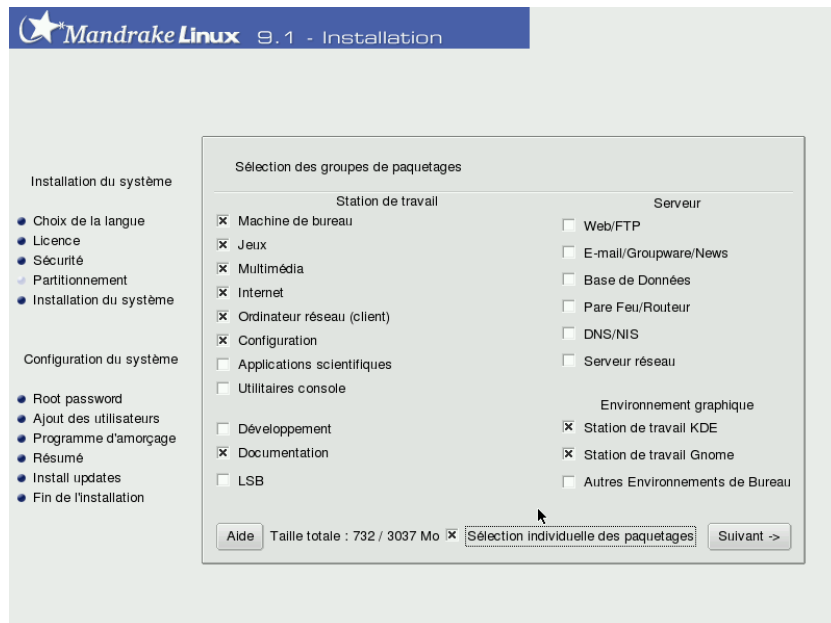 Mandrake Linux 9.1 - Installation
Installation du système
Choix de la langue
Licence
Sécurité
Partitionnement
Installation du système
Configuration du système
Root password
Ajout des utilisateurs
Programme d'amorçage
Résumé
Install updates
Fin de l'installation
Sélection des groupes de paquetages
Station de travail
Machine de bureau
Jeux
Multimédia
Internet
Ordinateur réseau (client)
Configuration
Applications scientifiques
Utilitaires console
Développement
Documentation
LSB
Serveur
Web/FTP
E-mail/Groupware/News
Base de Données
Pare Feu/Routeur
DNS/NIS
Serveur réseau
Environnement graphique
Station de travail KDE
Station de travail Gnome
Autres Environnements de Bureau
Aide Taille totale : 732 / 3037 Mo Sélection individuelle des paquetages Suivant ->